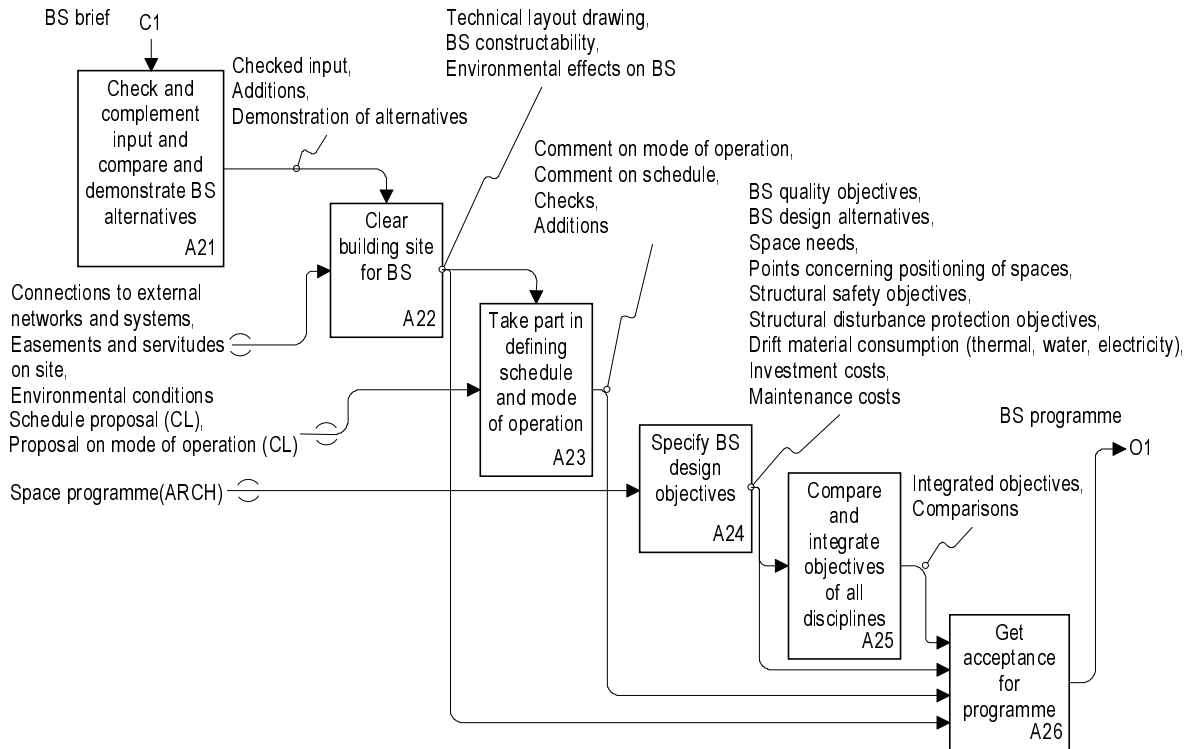 BS brief
C1
Check and
complement
input and
compare and
demonstrate BS
alternatives
A21
Checked input,
Additions,
Demonstration of alternatives
Technical layout drawing,
BS constructability,
Environmental effects on BS
Clear
building site
for BS
A22
Connections to external
networks and systems,
Easements and servitudes
on site,
Environmental conditions
Schedule proposal (CL),
Proposal on mode of operation (CL)
Space programme(ARCH)
Comment on mode of operation,
Comment on schedule,
Checks,
Additions
Take part in
defining
schedule
and mode
of operation
A23
BS quality objectives,
BS design alternatives,
Space needs,
Points concerning positioning of spaces,
Structural safety objectives,
Structural disturbance protection objectives,
Drift material consumption (thermal, water, electricity),
Investment costs,
Maintenance costs
Specify BS
design
objectives
A24
Compare
and
integrate
objectives
of all
disciplines
A25
Integrated objectives,
Comparisons
BS programme
O1
Get
acceptance
for
programme
A26